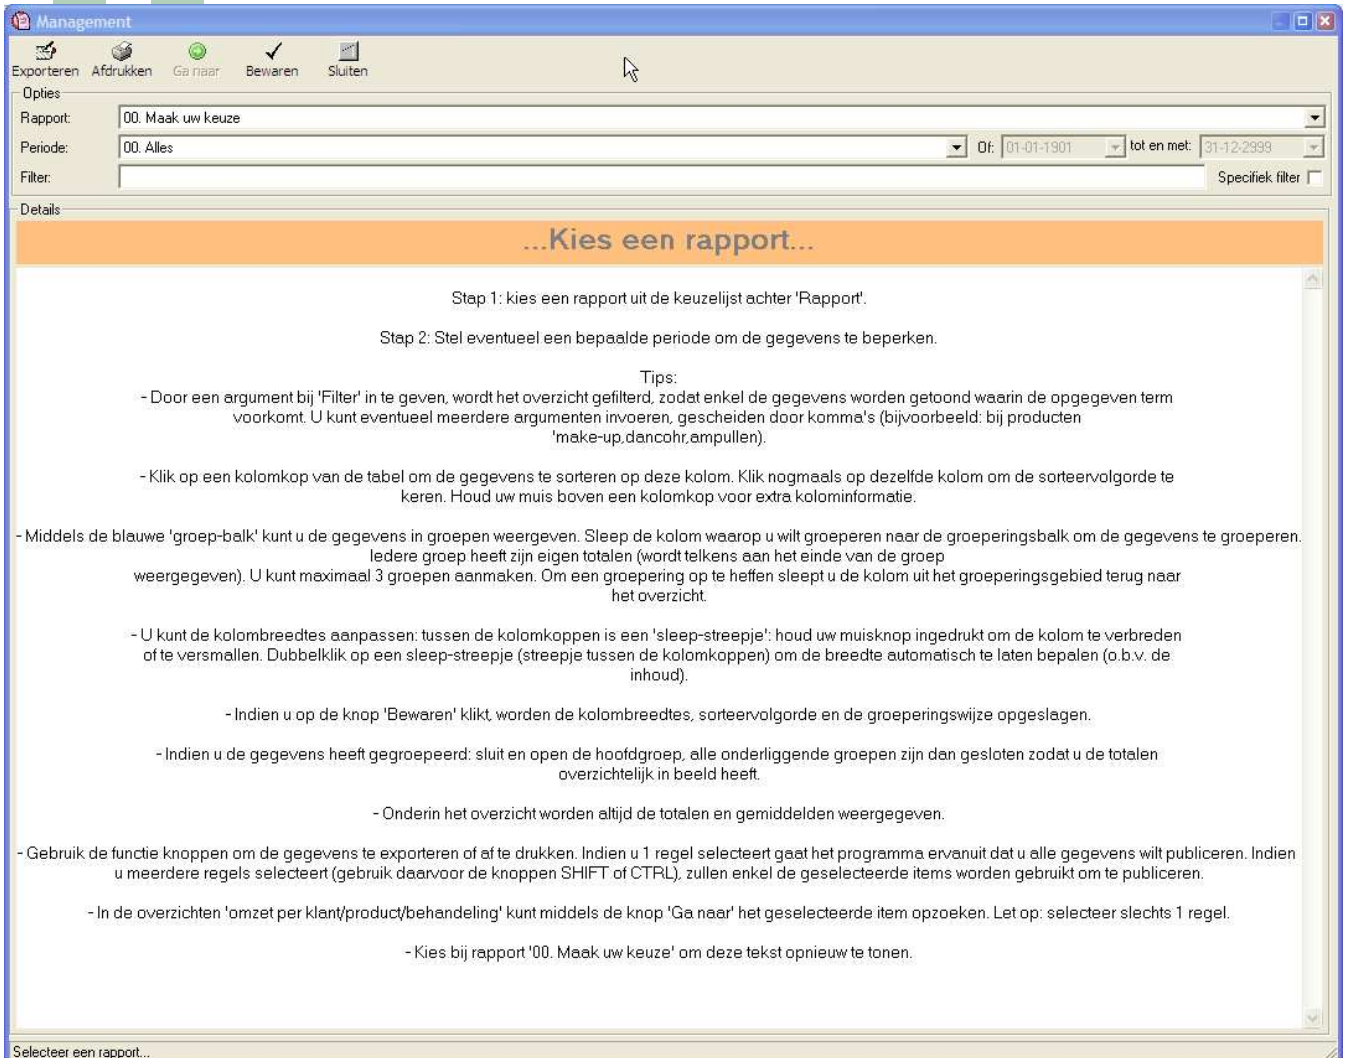 Management
Exporteren Afdrukken Ga naar Bewaren Sluiten
Opties
Rapport: 00. Maak uw keuze
Periode: 00. Alles Of: 01-01-1901 tot en met: 31-12-2999
Filter: Specifiek filter
Details
...Kies een rapport...
Stap 1: kies een rapport uit de keuzelijst achter 'Rapport'.
Stap 2: Stel eventueel een bepaalde periode om de gegevens te beperken.
Tips:
- Door een argument bij 'Filter' in te geven, wordt het overzicht gefilterd, zodat enkel de gegevens worden getoond waarin de opgegeven term
voorkomt. U kunt eventueel meerdere argumenten invoeren, gescheiden door komma's (bijvoorbeeld: bij producten
'make-up,dancohr,ampullen).
- Klik op een kolomkop van de tabel om de gegevens te sorteren op deze kolom. Klik nogmaals op dezelfde kolom om de sorteervolgorde te
keren. Houd uw muis boven een kolomkop voor extra kolominformatie.
- Middels de blauwe 'groep-balk' kunt u de gegevens in groepen weergeven. Sleep de kolom waarop u wilt groeperen naar de groeperingsbalk om de gegevens te groeperen.
Iedere groep heeft zijn eigen totalen (wordt telkens aan het einde van de groep
weergegeven). U kunt maximaal 3 groepen aanmaken. Om een groepering op te heffen sleept u de kolom uit het groeperingsgebied terug naar
het overzicht.
- U kunt de kolombreedtes aanpassen: tussen de kolomkoppen is een 'sleep-streepje': houd uw muisknop ingedrukt om de kolom te verbreden
of te versmallen. Dubbelklik op een sleep-streepje (streepje tussen de kolomkoppen) om de breedte automatisch te laten bepalen (o.b.v. de
inhoud).
- Indien u op de knop 'Bewaren' klikt, worden de kolombreedtes, sorteervolgorde en de groeperingswijze opgeslagen.
- Indien u de gegevens heeft gegroepeerd: sluit en open de hoofdgroep, alle onderliggende groepen zijn dan gesloten zodat u de totalen
overzichtelijk in beeld heeft.
- Onderin het overzicht worden altijd de totalen en gemiddelden weergegeven.
- Gebruik de functie knoppen om de gegevens te exporteren of af te drukken. Indien u 1 regel selecteert gaat het programma ervanuit dat u alle gegevens wilt publiceren. Indien
u meerdere regels selecteert (gebruik daarvoor de knoppen SHIFT of CTRL), zullen enkel de geselecteerde items worden gebruikt om te publiceren.
- In de overzichten 'omzet per klant/product/behandeling' kunt middels de knop 'Ga naar' het geselecteerde item opzoeken. Let op: selecteer slechts 1 regel.
- Kies bij rapport '00. Maak uw keuze' om deze tekst opnieuw te tonen.
Selecteer een rapport...